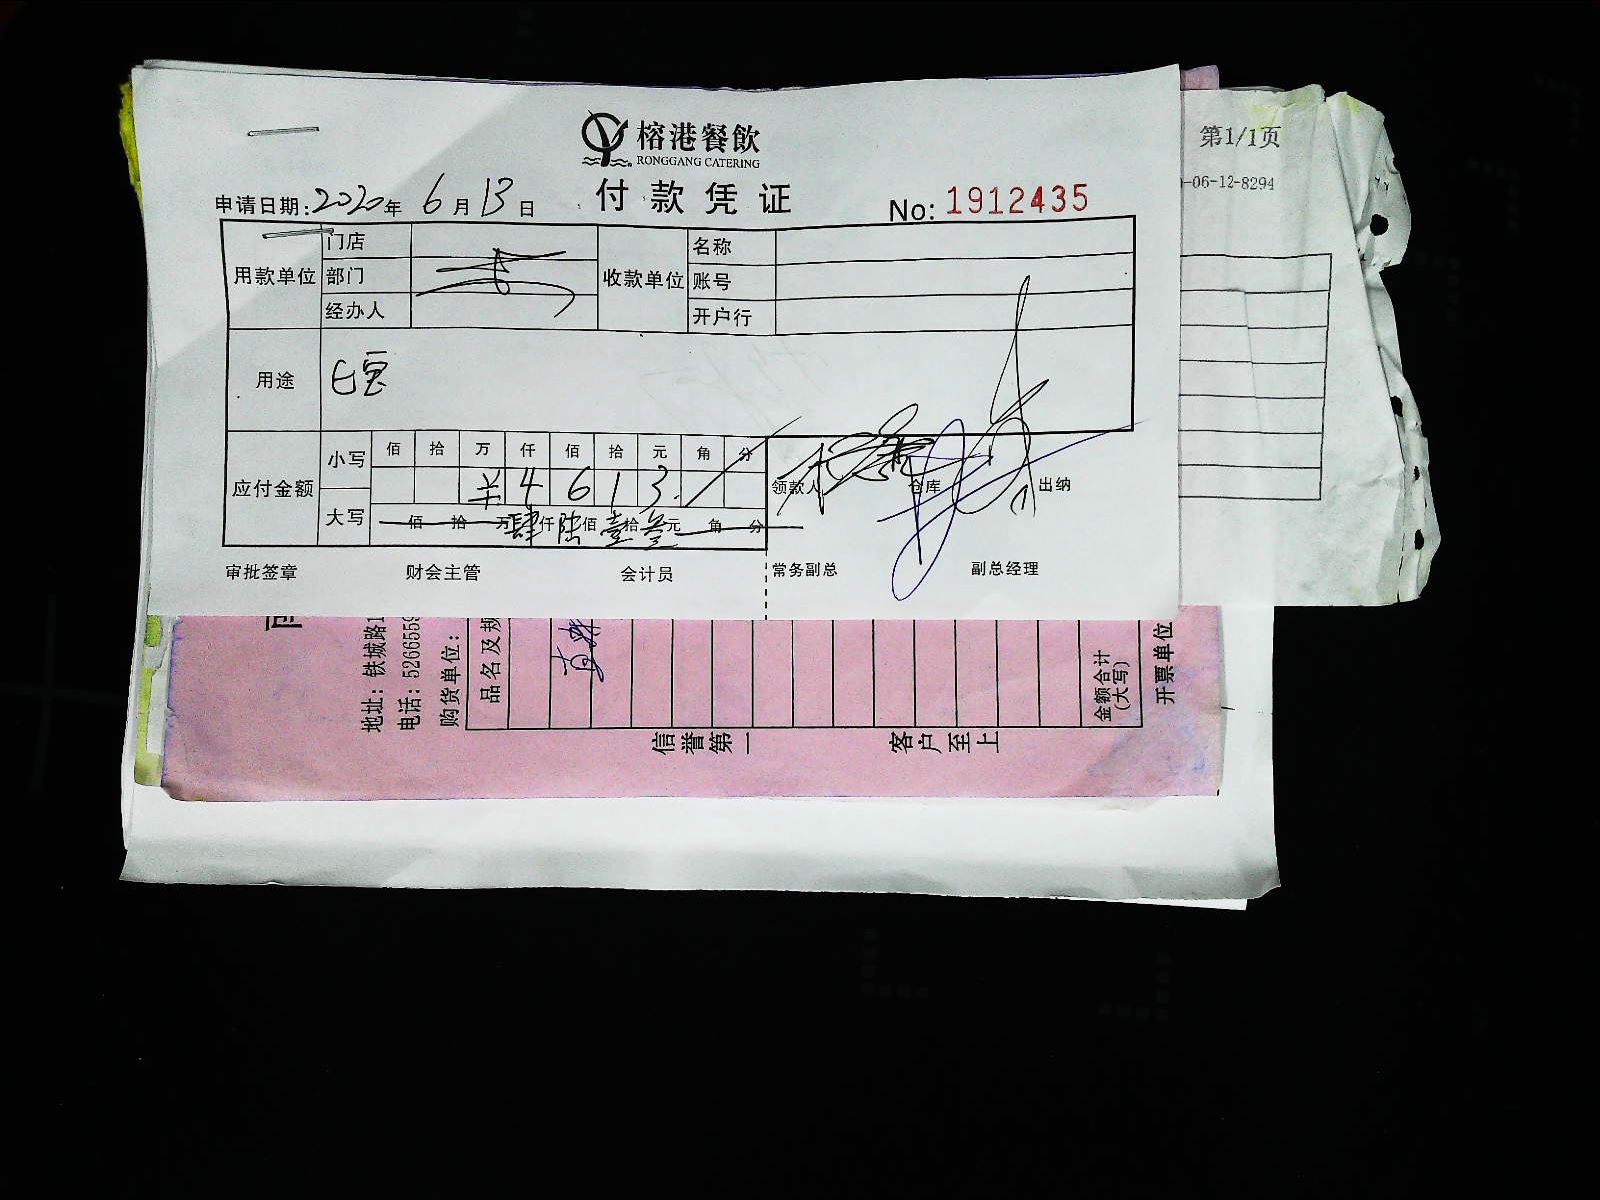 榕港餐飲
RONGGANG CATERING
付款凭证
申请日期:2020年6月13日
No:1912435
用款单位
门店
部门
经办人
收款单位
名称
账号
开户行
用途
应付金额
小写
佰 拾 万 仟 佰 拾 元 角 分
¥ 4 6 1 3.
大写
佰 拾 万 肆仟 陆佰 壹拾 叁元 角 分
领款人
仓库
出纳
审批签章
财会主管
会计员
常务副总
副总经理
第1/1页
-06-12-8294
地址: 铁城路1
电话: 5266559
购货单位:
品名及规
金额合计
(大写)
开票单位
信誉第一
客户至上